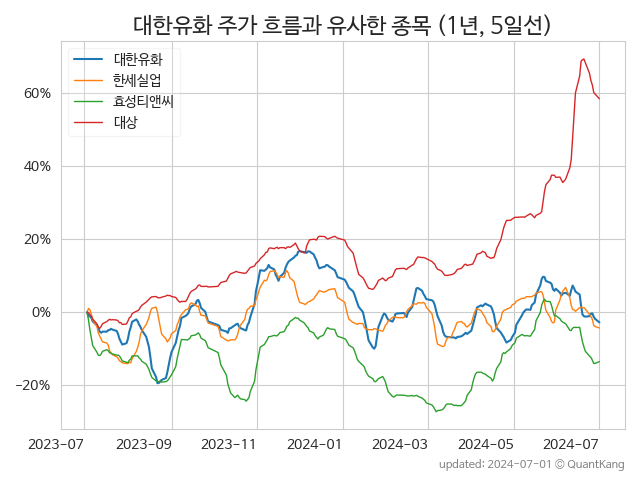 대한유화 주가 흐름과 유사한 종목 (1년, 5일선)
대한유화
한세실업
효성티앤씨
대상
60%
40%
20%
0%
−20%
2023-07 2023-09 2023-11 2024-01 2024-03 2024-05 2024-07
updated: 2024-07-01 © QuantKang